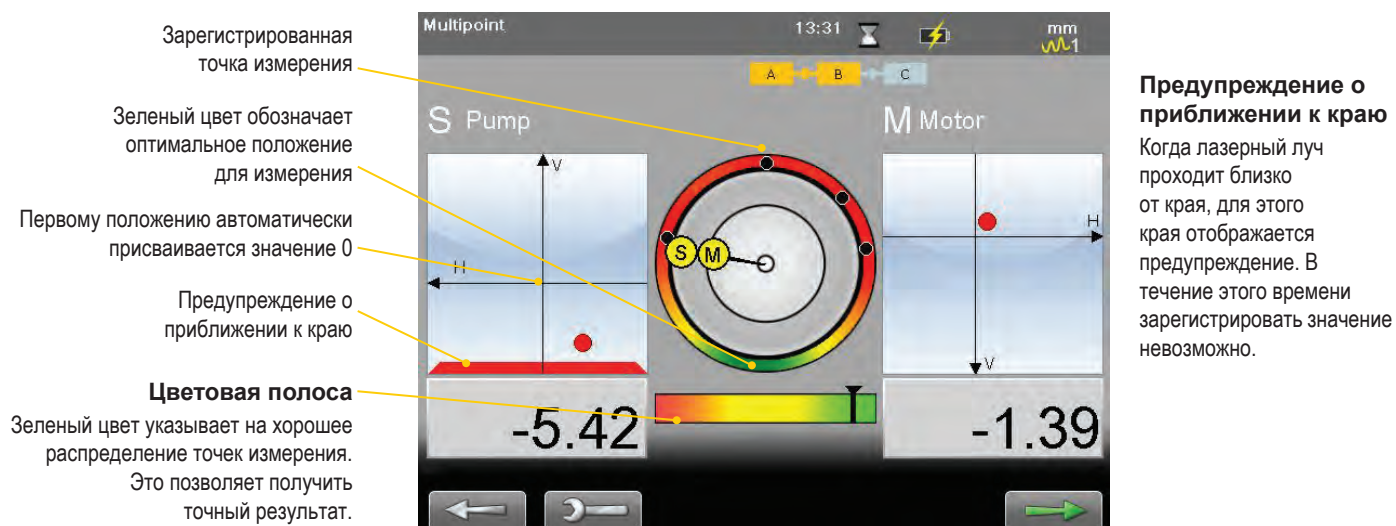 Зарегистрированная
точка измерения
Зеленый цвет обозначает
оптимальное положение
для измерения
Первому положению автоматически
присваивается значение 0
Предупреждение о
приближении к краю
Цветовая полоса
Зеленый цвет указывает на хорошее
распределение точек измерения.
Это позволяет получить
точный результат.
Multipoint
13:31
mm
1
A B C
S Pump
M Motor
V
H
S M
H
V
-5.42
-1.39
Предупреждение о
приближении к краю
Когда лазерный луч
проходит близко
от края, для этого
края отображается
предупреждение. В
течение этого времени
зарегистрировать значение
невозможно.